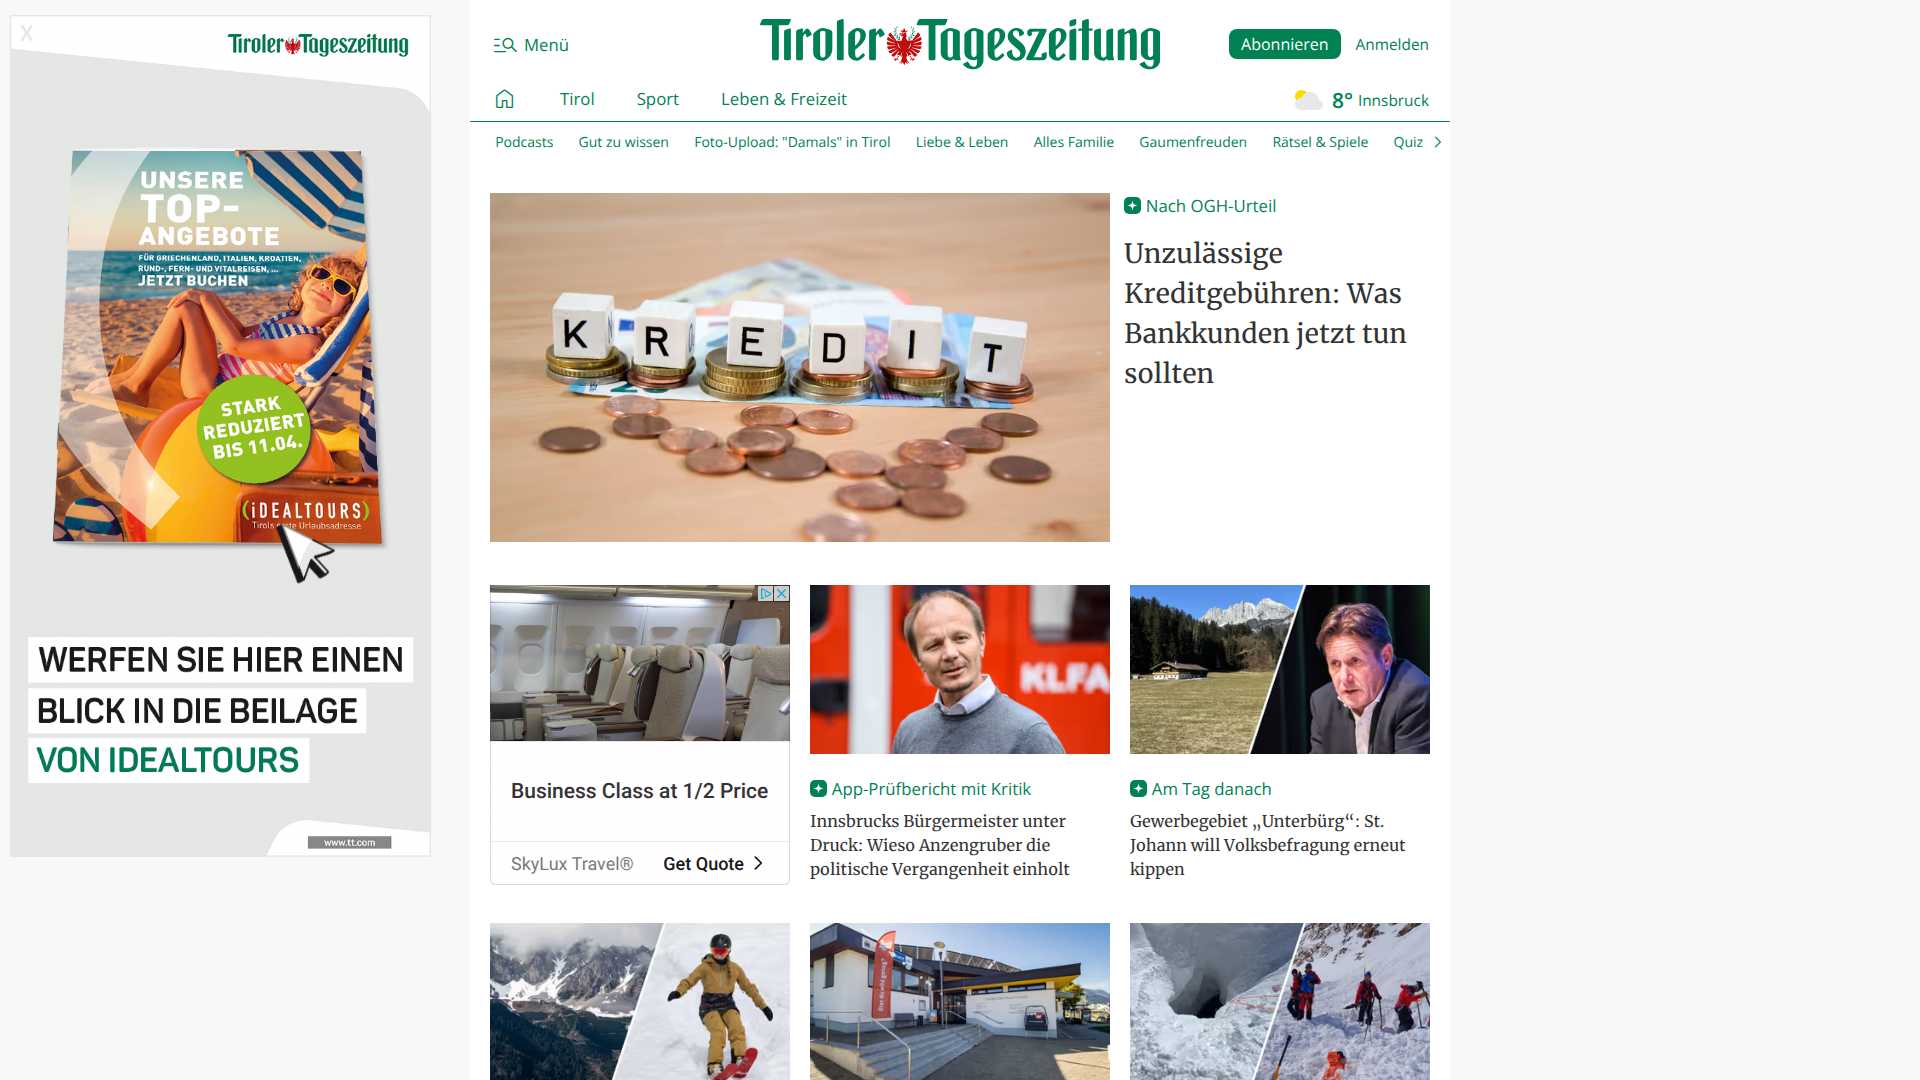 X
Tiroler Tageszeitung
UNSERE
TOP-
ANGEBOTE
FÜR GRIECHENLAND, ITALIEN, KROATIEN,
RUND-, FERN- UND VITALREISEN, ...
JETZT BUCHEN
STARK
REDUZIERT
BIS 11.04.
(iDEALTOURS)
Tirols erste Urlaubsadresse
WERFEN SIE HIER EINEN
BLICK IN DIE BEILAGE
VON IDEALTOURS
www.tt.com
Menü
Tiroler Tageszeitung
Abonnieren
Anmelden
Tirol
Sport
Leben & Freizeit
8° Innsbruck
Podcasts
Gut zu wissen
Foto-Upload: "Damals" in Tirol
Liebe & Leben
Alles Familie
Gaumenfreuden
Rätsel & Spiele
Quiz
KREDIT
Nach OGH-Urteil
Unzulässige
Kreditgebühren: Was
Bankkunden jetzt tun
sollten
Business Class at 1/2 Price
SkyLux Travel®
Get Quote
KLFA
App-Prüfbericht mit Kritik
Innsbrucks Bürgermeister unter
Druck: Wieso Anzengruber die
politische Vergangenheit einholt
Am Tag danach
Gewerbegebiet „Unterbürg“: St.
Johann will Volksbefragung erneut
kippen